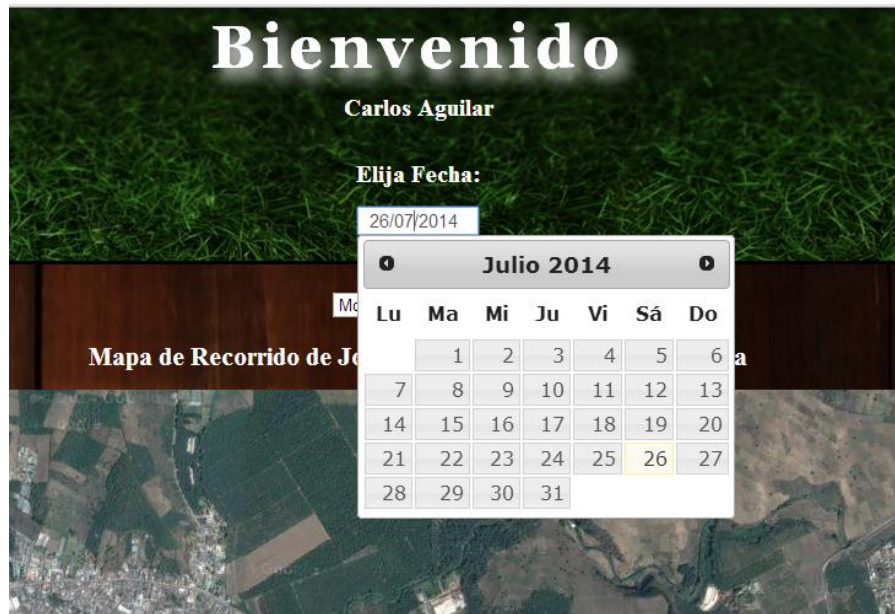 Bienvenido
Carlos Aguilar
Elija Fecha:
26/07/2014
Julio 2014
Lu Ma Mi Ju Vi Sá Do
1 2 3 4 5 6
7 8 9 10 11 12 13
14 15 16 17 18 19 20
21 22 23 24 25 26 27
28 29 30 31
Mapa de Recorrido de